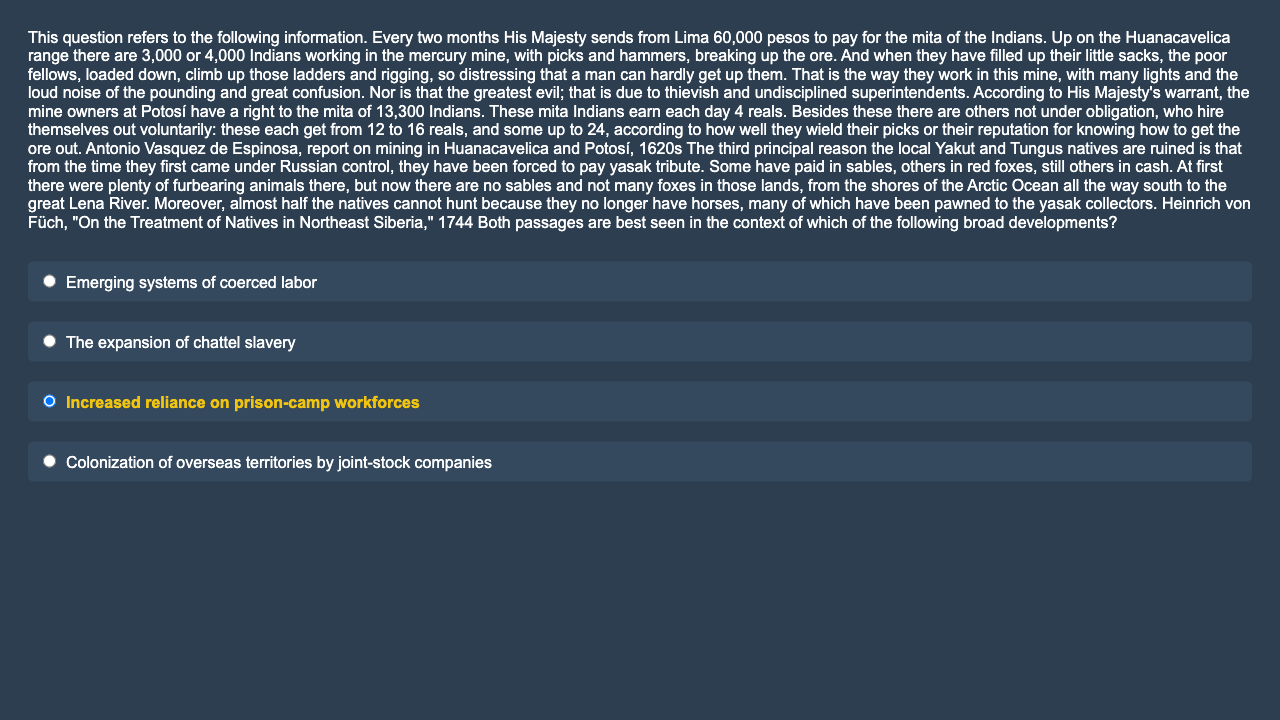 This question refers to the following information. Every two months His Majesty sends from Lima 60,000 pesos to pay for the mita of the Indians. Up on the Huanacavelica
range there are 3,000 or 4,000 Indians working in the mercury mine, with picks and hammers, breaking up the ore. And when they have filled up their little sacks, the poor
fellows, loaded down, climb up those ladders and rigging, so distressing that a man can hardly get up them. That is the way they work in this mine, with many lights and the
loud noise of the pounding and great confusion. Nor is that the greatest evil; that is due to thievish and undisciplined superintendents. According to His Majesty's warrant, the
mine owners at Potosí have a right to the mita of 13,300 Indians. These mita Indians earn each day 4 reals. Besides these there are others not under obligation, who hire
themselves out voluntarily: these each get from 12 to 16 reals, and some up to 24, according to how well they wield their picks or their reputation for knowing how to get the
ore out. Antonio Vasquez de Espinosa, report on mining in Huanacavelica and Potosí, 1620s The third principal reason the local Yakut and Tungus natives are ruined is that
from the time they first came under Russian control, they have been forced to pay yasak tribute. Some have paid in sables, others in red foxes, still others in cash. At first
there were plenty of furbearing animals there, but now there are no sables and not many foxes in those lands, from the shores of the Arctic Ocean all the way south to the
great Lena River. Moreover, almost half the natives cannot hunt because they no longer have horses, many of which have been pawned to the yasak collectors. Heinrich von
Füch, "On the Treatment of Natives in Northeast Siberia," 1744 Both passages are best seen in the context of which of the following broad developments?
Emerging systems of coerced labor
The expansion of chattel slavery
Increased reliance on prison-camp workforces
Colonization of overseas territories by joint-stock companies